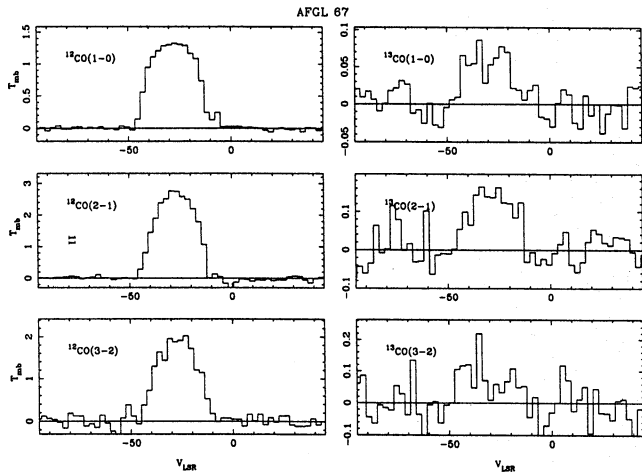 AFGL 67
1.5
1
0.5
0
T_mb
¹²CO(1-0)
-50
0
0.1
0.05
0
-0.05
¹³CO(1-0)
-50
0
3
2
1
0
T_mb
¹²CO(2-1)
-50
0
0.1
0
-0.1
¹³CO(2-1)
-50
0
2
1
0
T_mb
¹²CO(3-2)
-50
0
V_LSR
0.2
0.1
0
-0.1
¹³CO(3-2)
-50
0
V_LSR